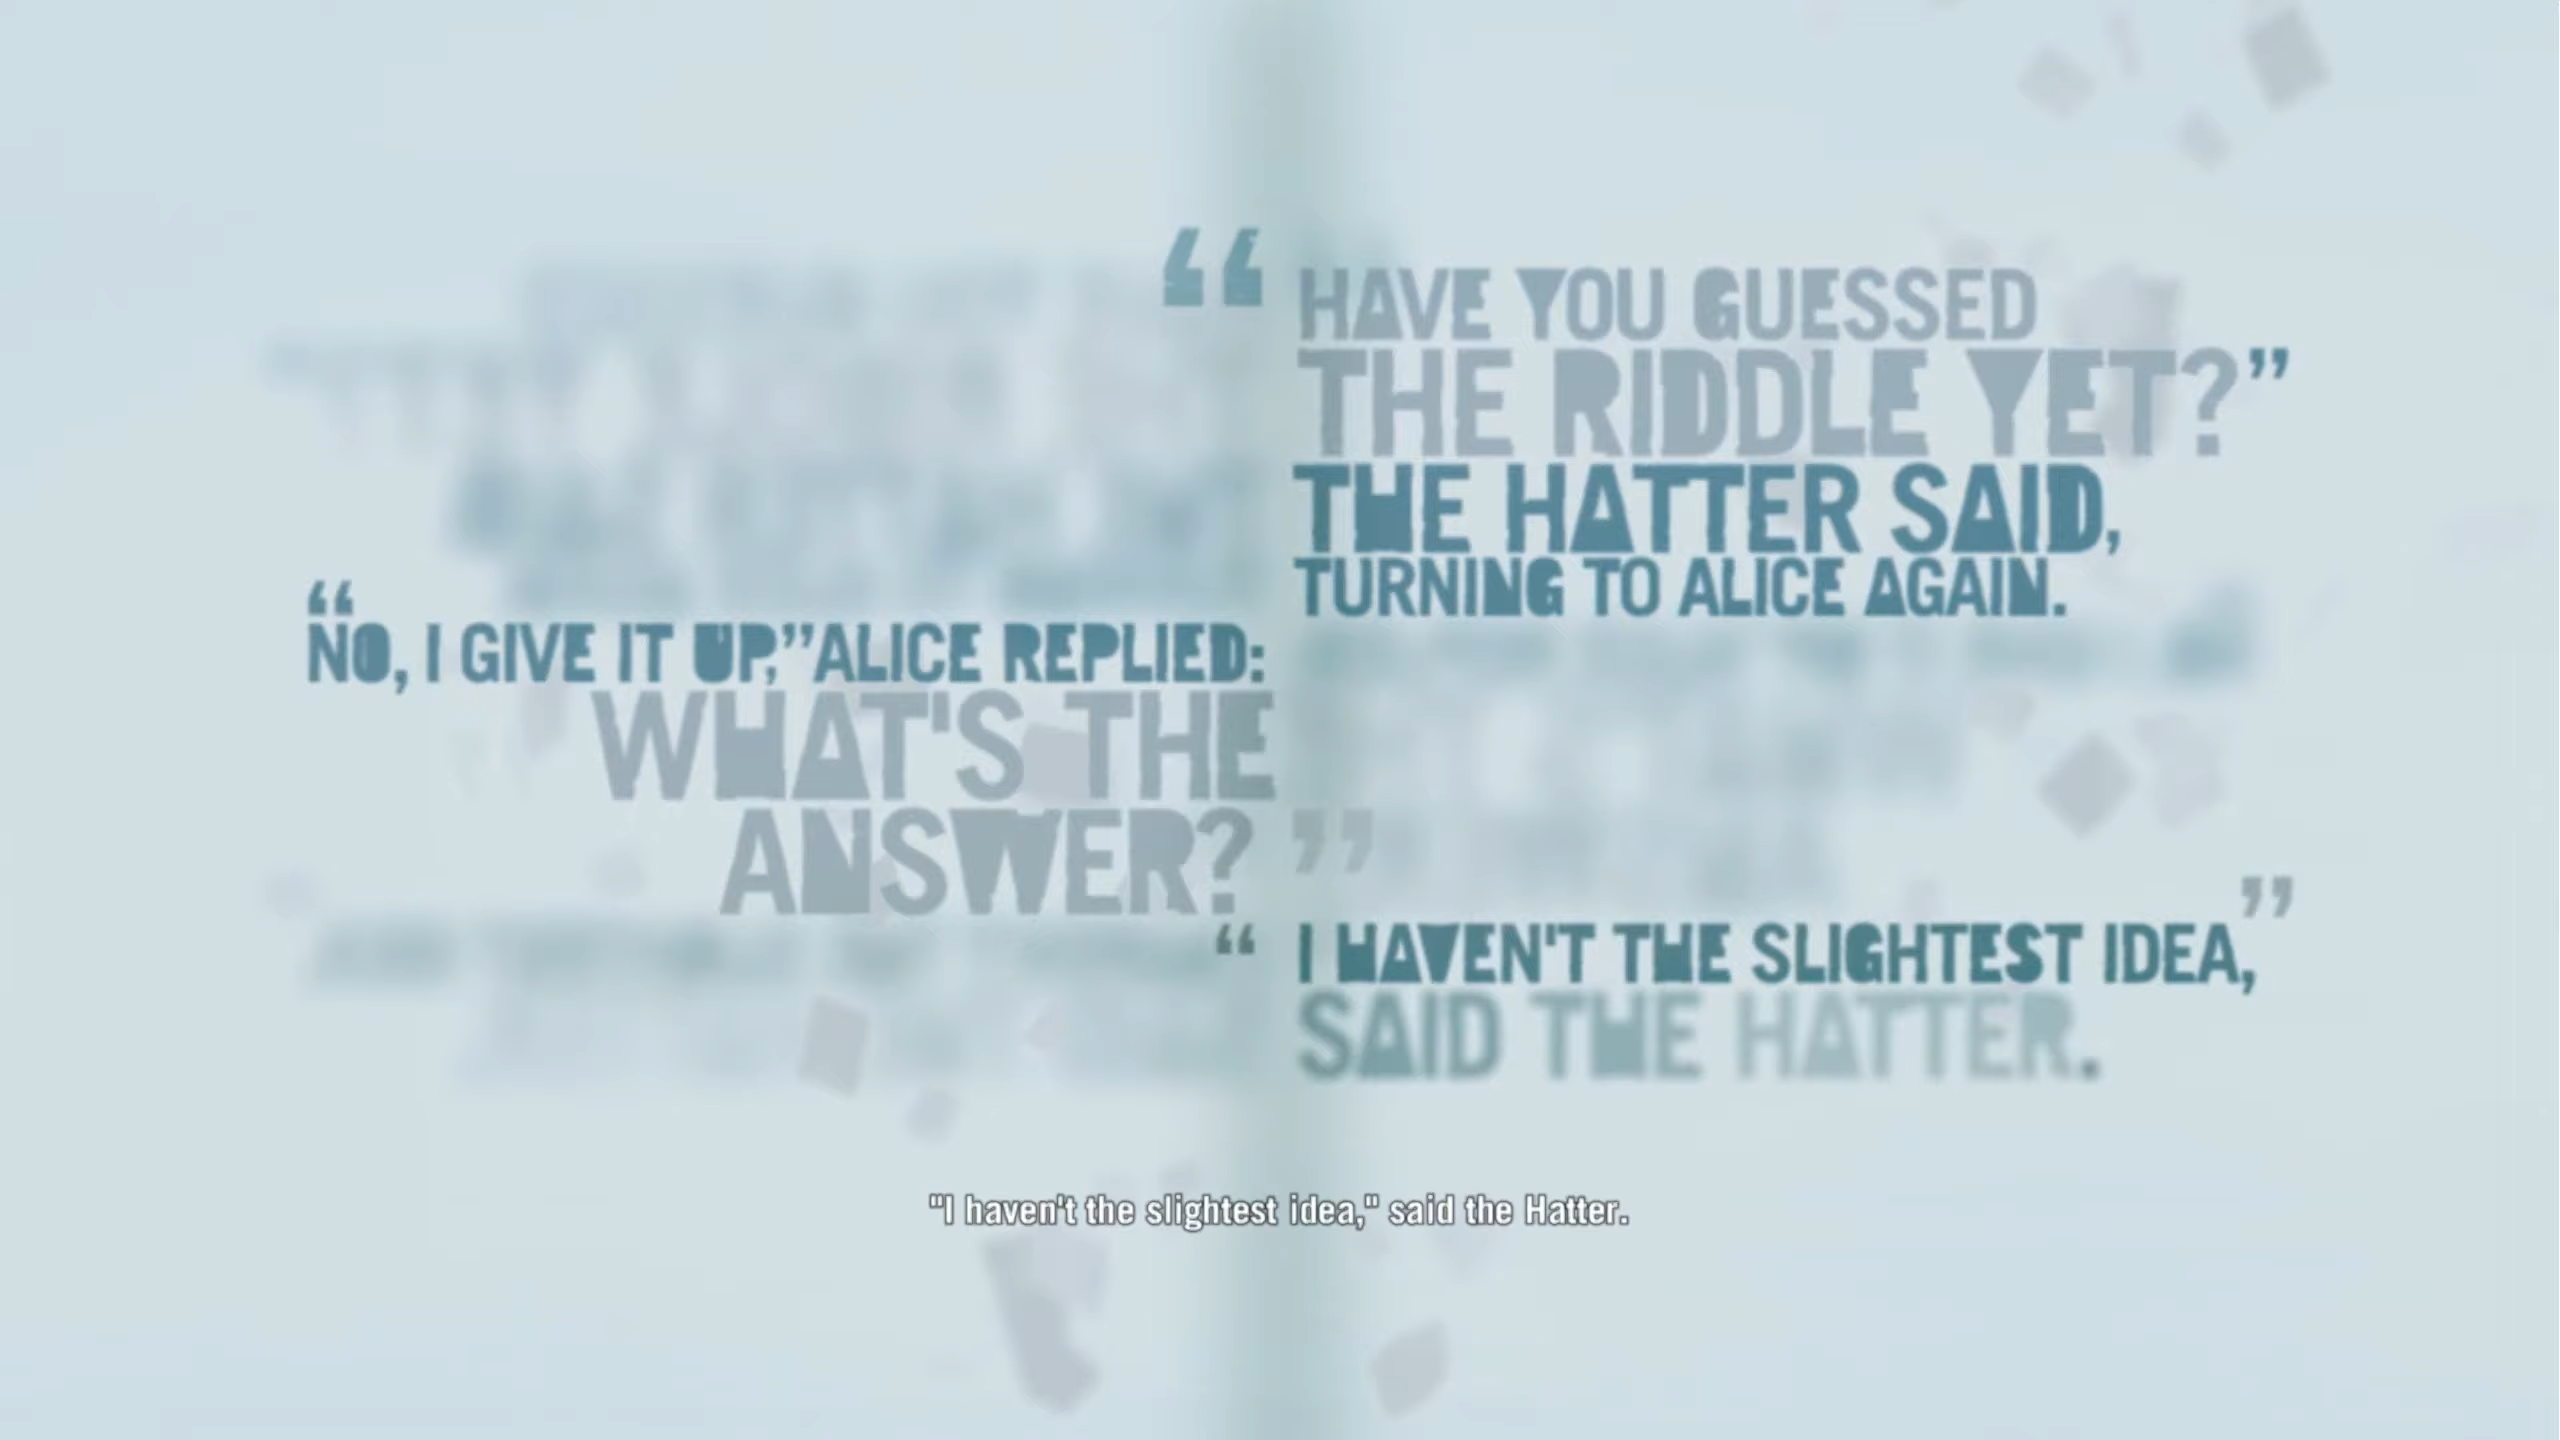 “ HAVE YOU GUESSED
THE RIDDLE YET?”
THE HATTER SAID,
TURNING TO ALICE AGAIN.
“NO, I GIVE IT UP,” ALICE REPLIED:
WHAT'S THE
ANSWER? ”
“ I HAVEN'T THE SLIGHTEST IDEA, ”
SAID THE HATTER.
"I haven't the slightest idea," said the Hatter.